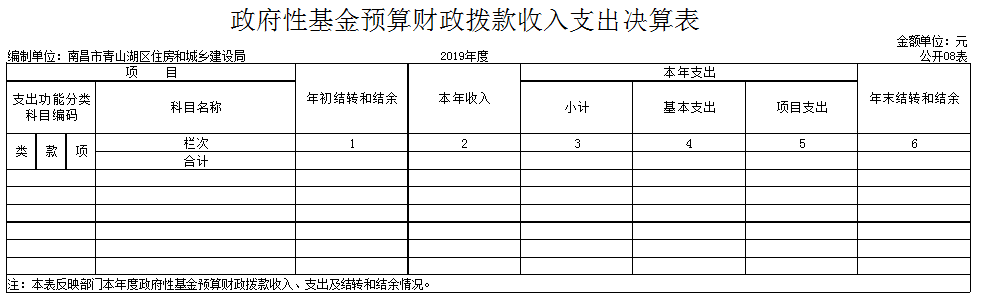 政府性基金预算财政拨款收入支出决算表
金额单位：元
编制单位：南昌市青山湖区住房和城乡建设局 2019年度 公开08表
项 目 年初结转和结余 本年收入 本年支出 年末结转和结余
支出功能分类科目编码 科目名称 小计 基本支出 项目支出
类 款 项 栏次 1 2 3 4 5 6
合计
注：本表反映部门本年度政府性基金预算财政拨款收入、支出及结转和结余情况。